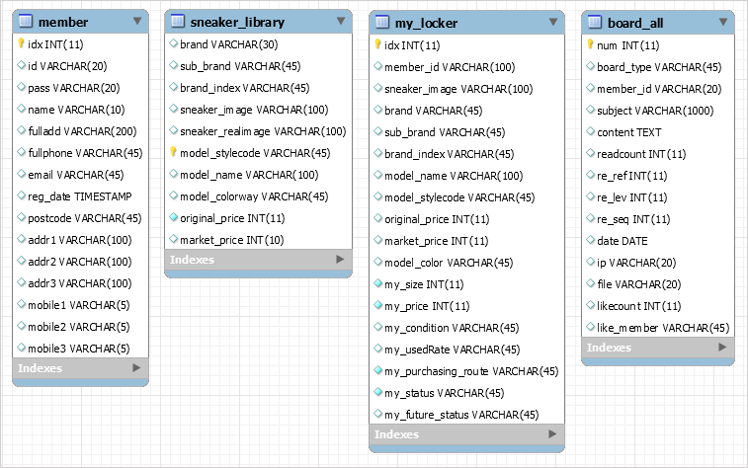 member
idx INT(11)
id VARCHAR(20)
pass VARCHAR(20)
name VARCHAR(10)
fulladd VARCHAR(200)
fullphone VARCHAR(45)
email VARCHAR(45)
reg_date TIMESTAMP
postcode VARCHAR(45)
addr1 VARCHAR(100)
addr2 VARCHAR(100)
addr3 VARCHAR(100)
mobile1 VARCHAR(5)
mobile2 VARCHAR(5)
mobile3 VARCHAR(5)
Indexes
sneaker_library
brand VARCHAR(30)
sub_brand VARCHAR(45)
brand_index VARCHAR(45)
sneaker_image VARCHAR(100)
sneaker_realimage VARCHAR(100)
model_stylecode VARCHAR(45)
model_name VARCHAR(100)
model_colorway VARCHAR(45)
original_price INT(11)
market_price INT(10)
Indexes
my_locker
idx INT(11)
member_id VARCHAR(100)
sneaker_image VARCHAR(100)
brand VARCHAR(45)
sub_brand VARCHAR(45)
brand_index VARCHAR(45)
model_name VARCHAR(100)
model_stylecode VARCHAR(45)
original_price INT(11)
market_price INT(11)
model_color VARCHAR(45)
my_size INT(11)
my_price INT(11)
my_condition VARCHAR(45)
my_usedRate VARCHAR(45)
my_purchasing_route VARCHAR(45)
my_status VARCHAR(45)
my_future_status VARCHAR(45)
Indexes
board_all
num INT(11)
board_type VARCHAR(45)
member_id VARCHAR(20)
subject VARCHAR(1000)
content TEXT
readcount INT(11)
re_ref INT(11)
re_lev INT(11)
re_seq INT(11)
date DATE
ip VARCHAR(20)
file VARCHAR(20)
likecount INT(11)
like_member VARCHAR(45)
Indexes